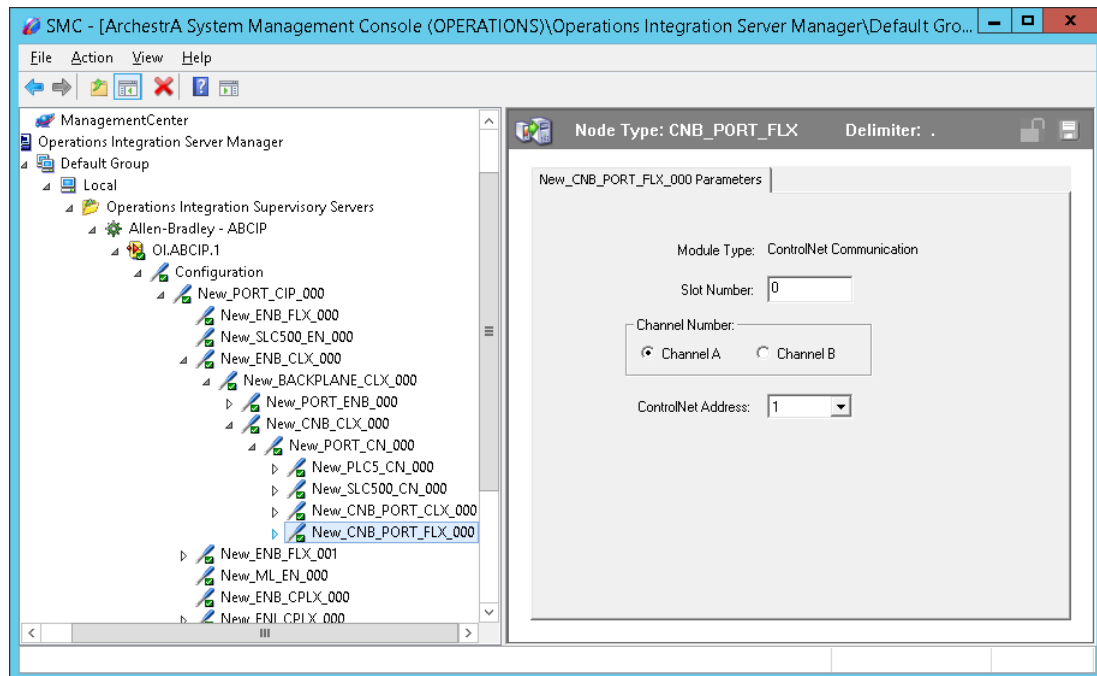 SMC - [ArchestrA System Management Console (OPERATIONS)\Operations Integration Server Manager\Default Gro...
File Action View Help
ManagementCenter
Operations Integration Server Manager
Default Group
Local
Operations Integration Supervisory Servers
Allen-Bradley - ABCIP
OI.ABCIP.1
Configuration
New_PORT_CIP_000
New_ENB_FLX_000
New_SLC500_EN_000
New_ENB_CLX_000
New_BACKPLANE_CLX_000
New_PORT_ENB_000
New_CNB_CLX_000
New_PORT_CN_000
New_PLC5_CN_000
New_SLC500_CN_000
New_CNB_PORT_CLX_000
New_CNB_PORT_FLX_000
New_ENB_FLX_001
New_ML_EN_000
New_ENB_CPLX_000
New_ENI_CPLX_000
Node Type: CNB_PORT_FLX Delimiter: .
New_CNB_PORT_FLX_000 Parameters
Module Type: ControlNet Communication
Slot Number: 0
Channel Number:
Channel A Channel B
ControlNet Address: 1